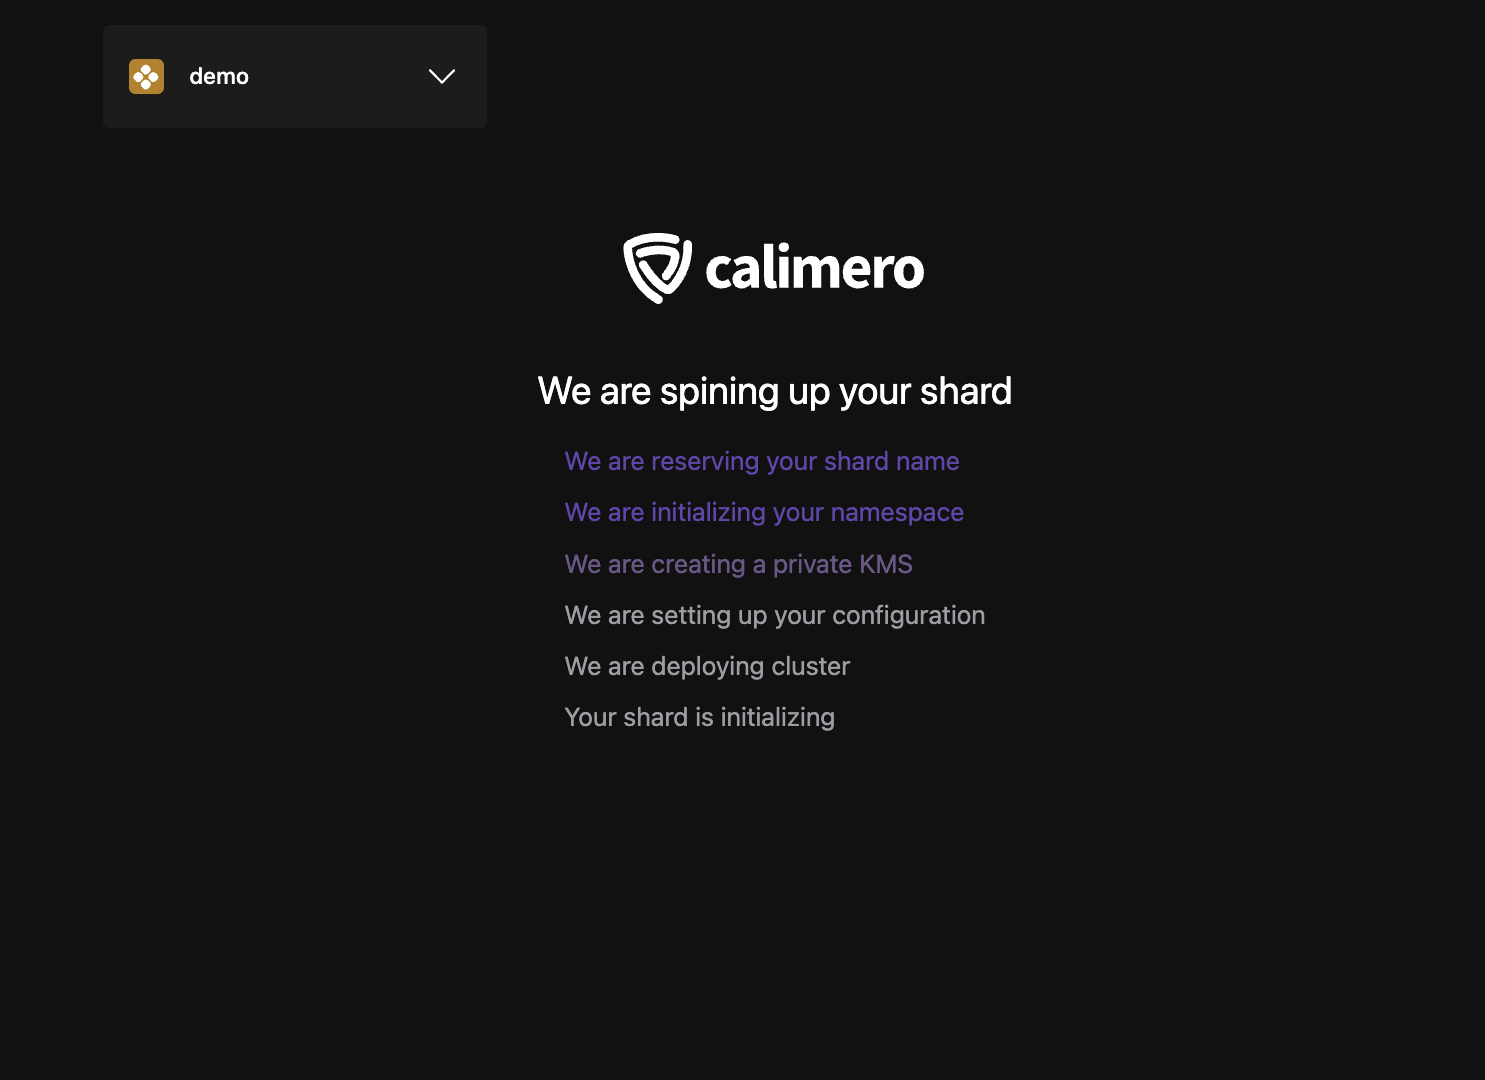 demo
calimero
We are spining up your shard
We are reserving your shard name
We are initializing your namespace
We are creating a private KMS
We are setting up your configuration
We are deploying cluster
Your shard is initializing